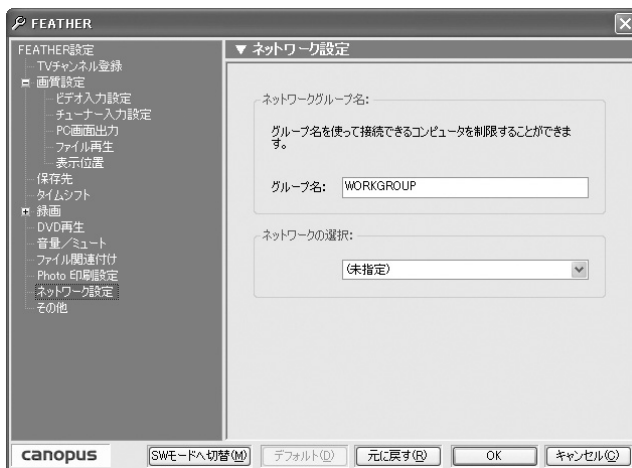 FEATHER
FEATHER設定
TVチャンネル登録
画質設定
ビデオ入力設定
チューナー入力設定
PC画面出力
ファイル再生
表示位置
保存先
タイムシフト
録画
DVD再生
音量／ミュート
ファイル関連付け
Photo 印刷設定
ネットワーク設定
その他
▼ ネットワーク設定
ネットワークグループ名:
グループ名を使って接続できるコンピュータを制限することができま
す。
グループ名: WORKGROUP
ネットワークの選択:
(未指定)
canopus SWモードへ切替(M) デフォルト(D) 元に戻す(R) OK キャンセル(C)